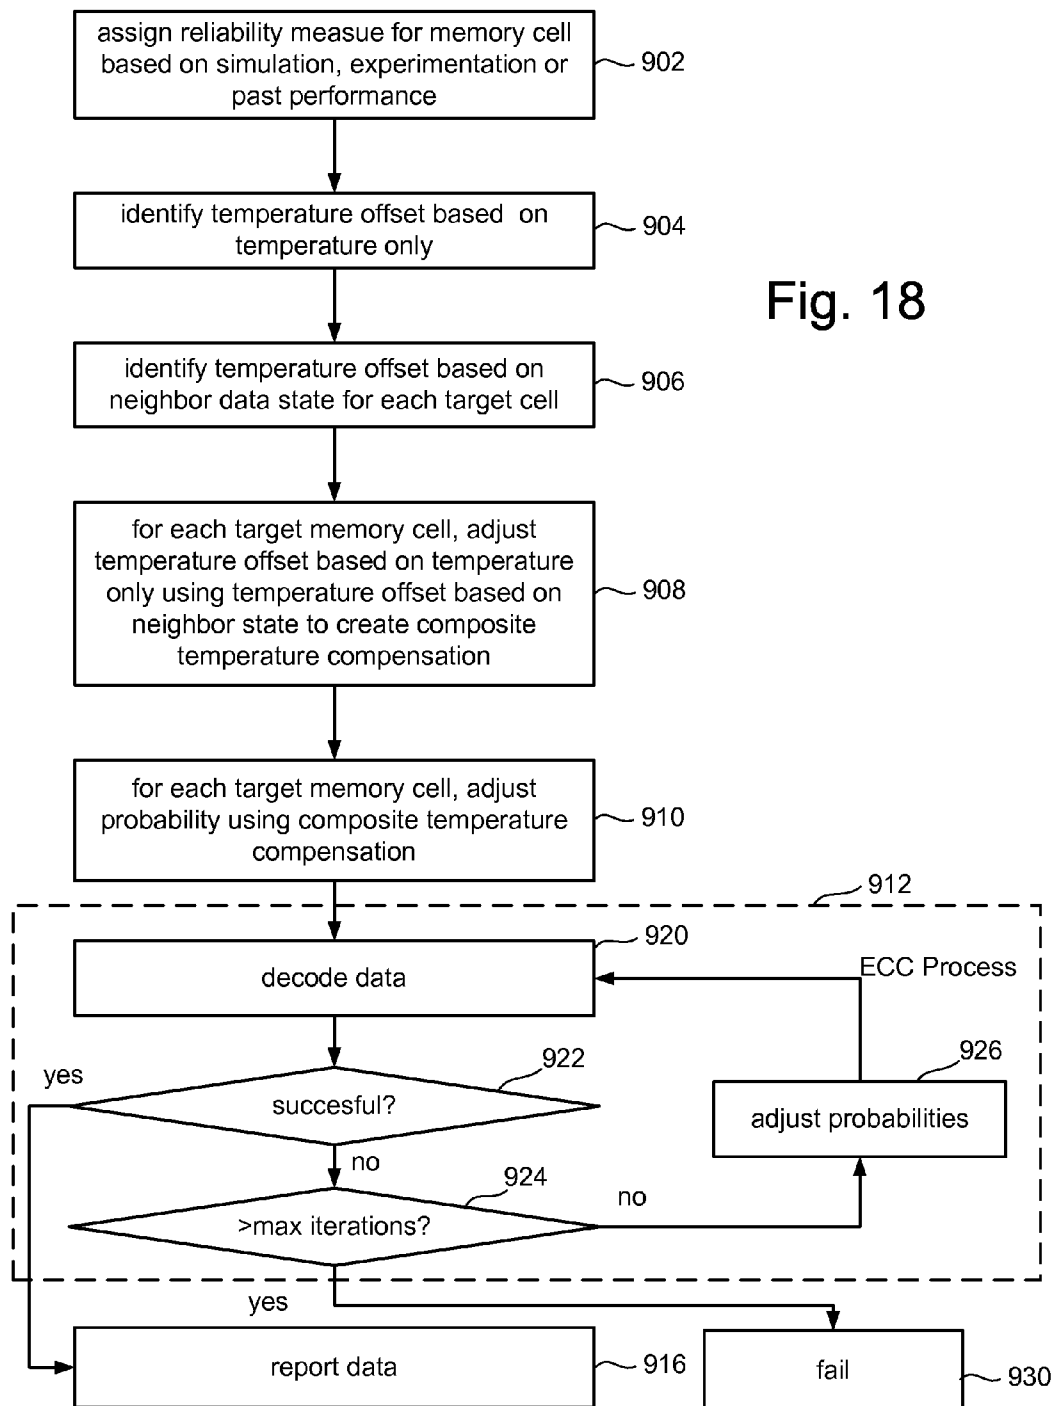 assign reliability measue for memory cell
based on simulation, experimentation or
past performance
902
identify temperature offset based on
temperature only
904
Fig. 18
identify temperature offset based on
neighbor data state for each target cell
906
for each target memory cell, adjust
temperature offset based on temperature
only using temperature offset based on
neighbor state to create composite
temperature compensation
908
for each target memory cell, adjust
probability using composite temperature
compensation
910
912
920
decode data
ECC Process
922
yes
succesful?
926
adjust probabilities
no
924
>max iterations?
no
yes
report data
916
fail
930